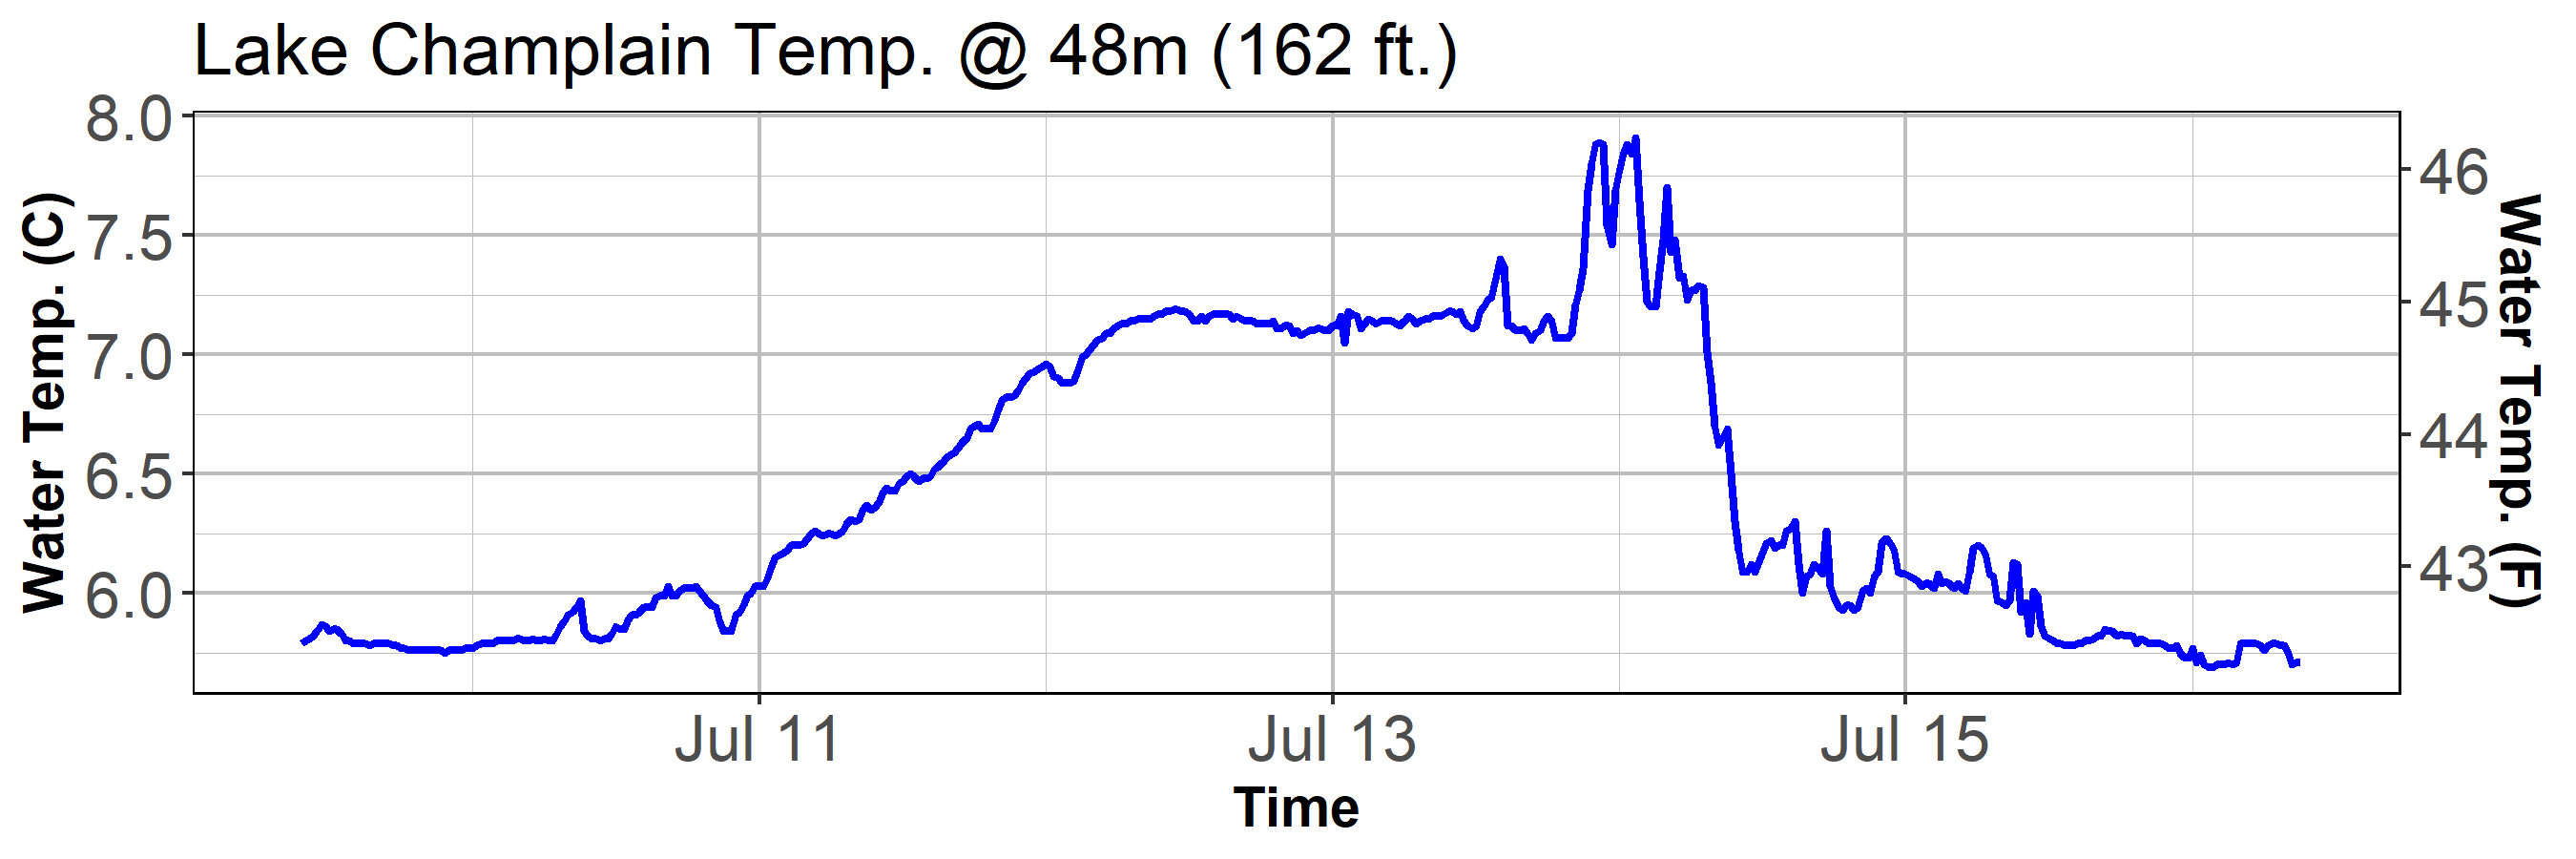 Lake Champlain Temp. @ 48m (162 ft.)
Water Temp. (C)
8.0
7.5
7.0
6.5
6.0
46
45
44
43
Water Temp. (F)
Jul 11
Jul 13
Jul 15
Time